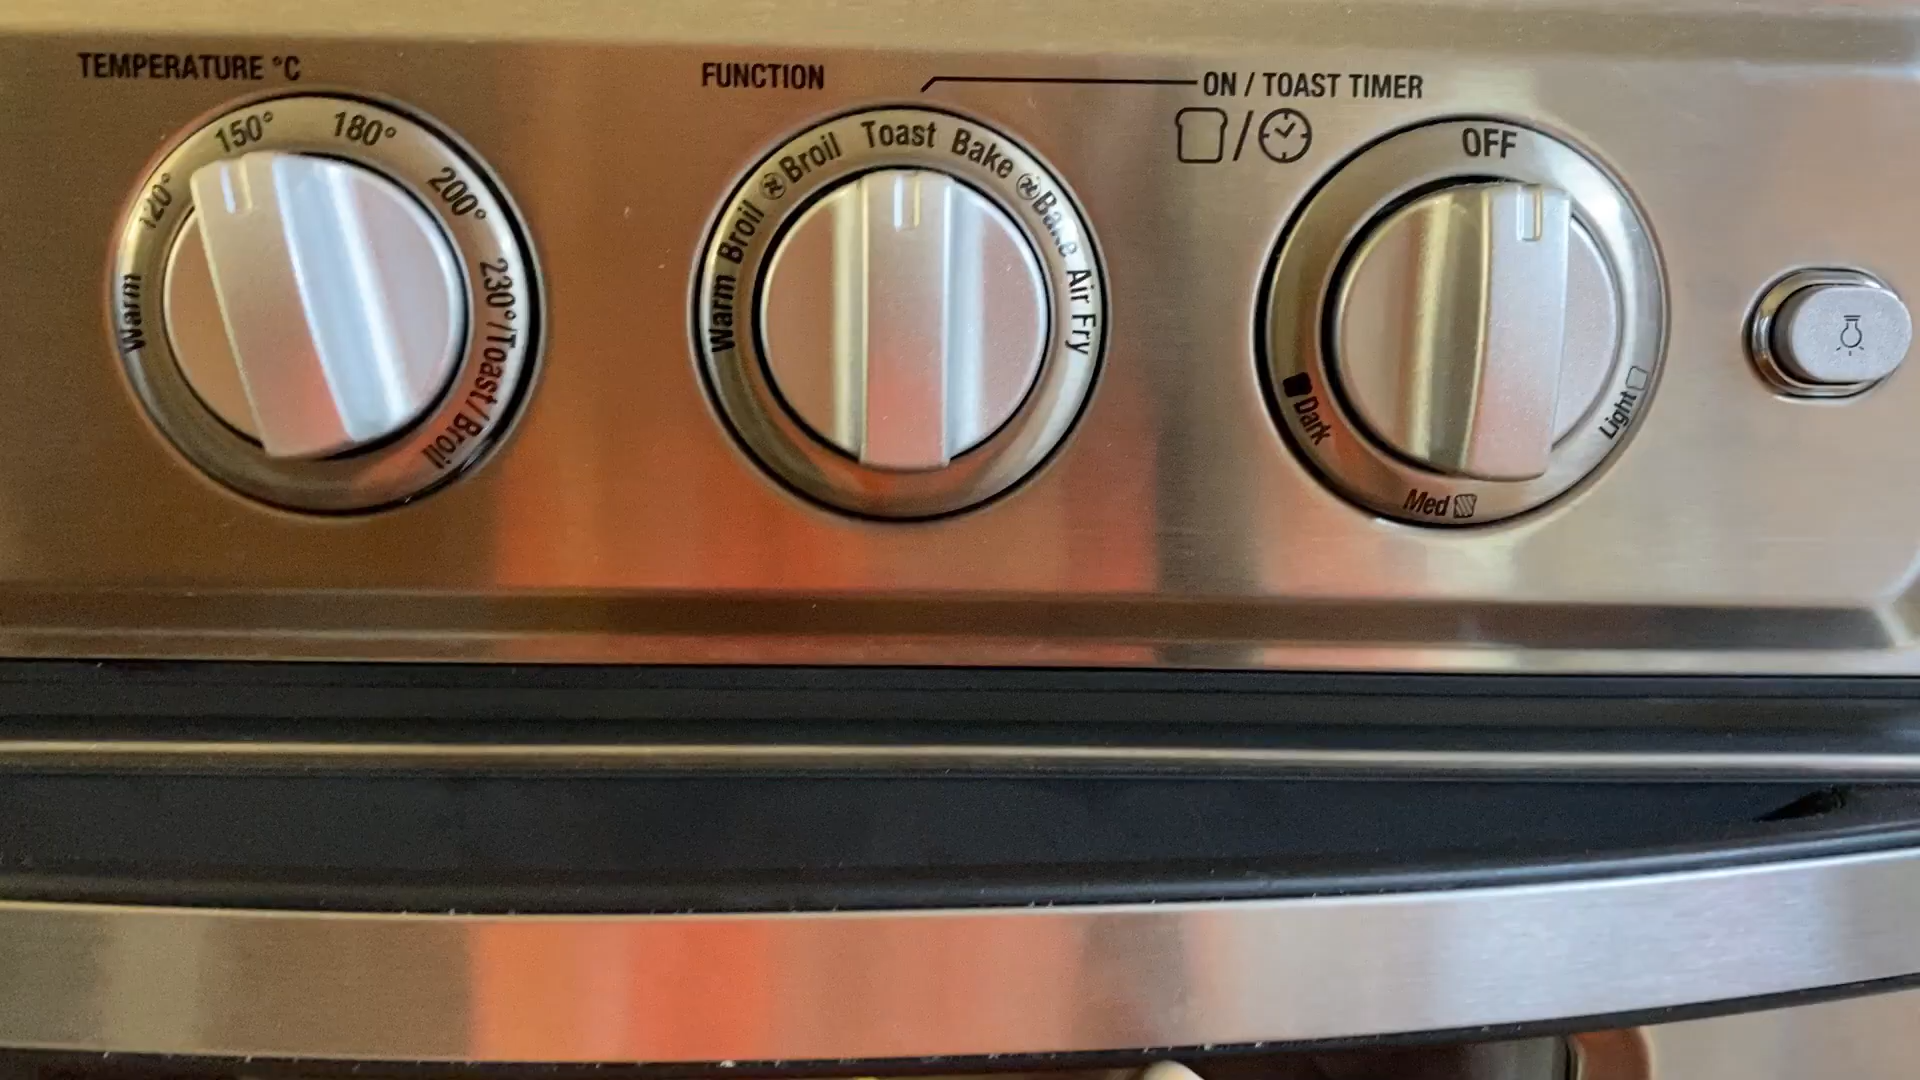 TEMPERATURE °C
Warm 120° 150° 180° 200° 230°/Toast/Broil
FUNCTION
Warm Broil Broil Toast Bake Bake Air Fry
ON / TOAST TIMER
/
OFF
Light
Med
Dark